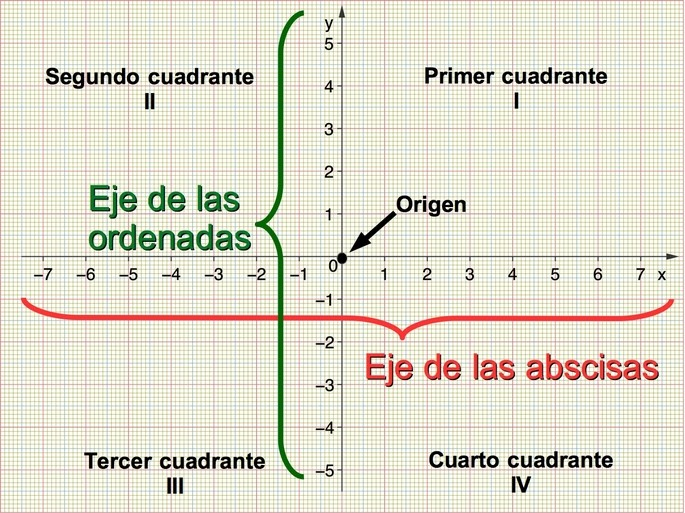 y
5
Segundo cuadrante
II
Primer cuadrante
I
4
3
2
Eje de las
ordenadas
Origen
1
0
−7 −6 −5 −4 −3 −2 −1 1 2 3 4 5 6 7 x
−1
−2
Eje de las abscisas
−3
−4
Tercer cuadrante
III
Cuarto cuadrante
IV
−5